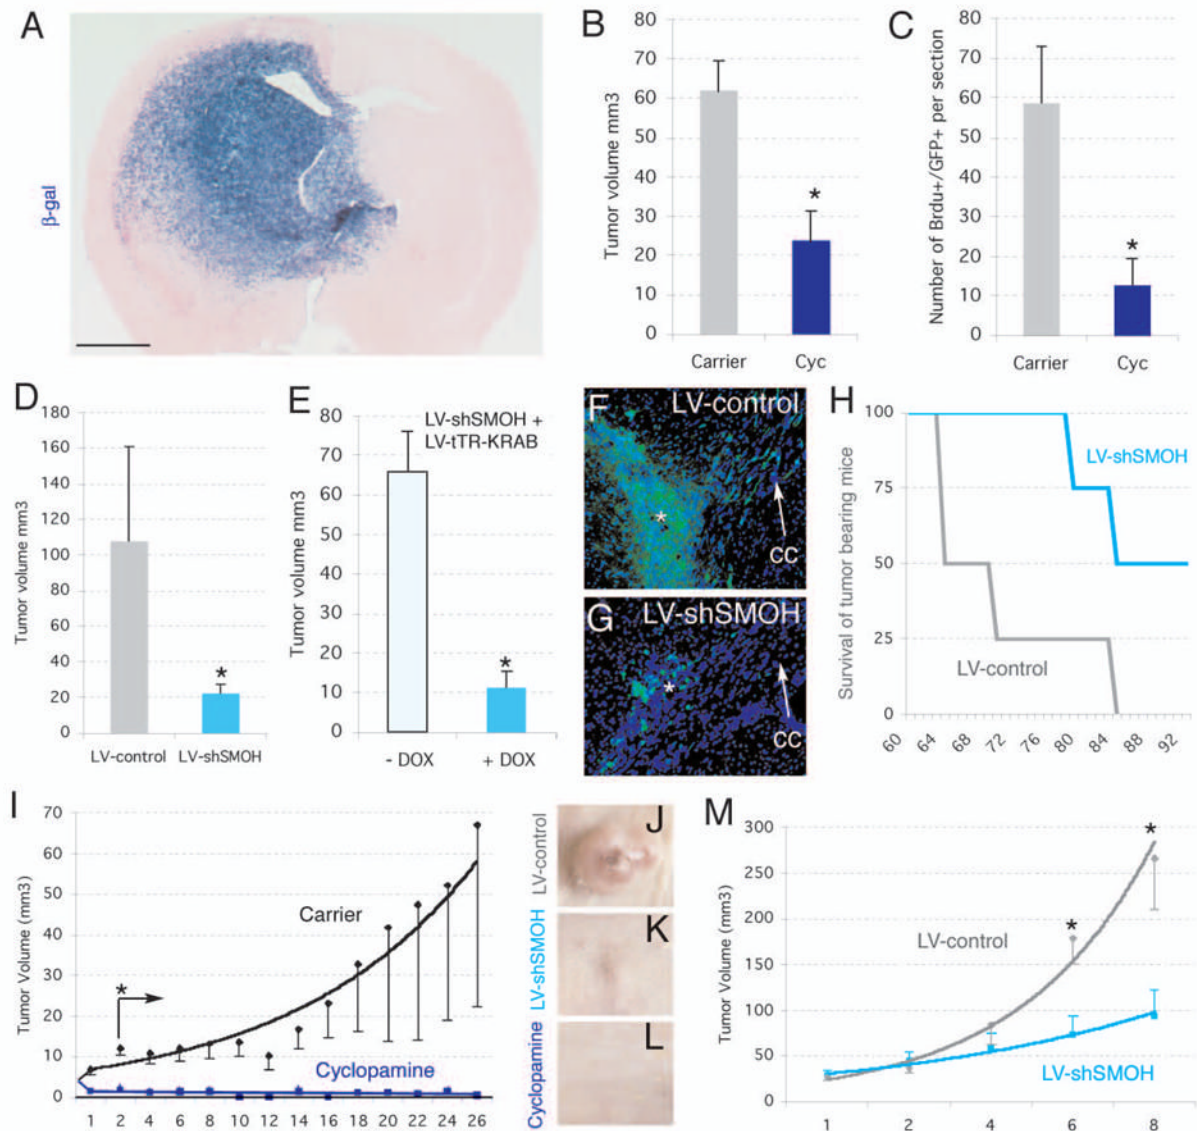 A
β-gal
B
Tumor volume mm3
80
70
60
50
40
30
20
10
0
Carrier
Cyc
*
C
Number of Brdu+/GFP+ per section
80
70
60
50
40
30
20
10
0
Carrier
Cyc
*
D
Tumor volume mm3
180
160
140
120
100
80
60
40
20
0
LV-control
LV-shSMOH
*
E
LV-shSMOH +
LV-tTR-KRAB
Tumor volume mm3
80
70
60
50
40
30
20
10
0
- DOX
+ DOX
*
F
LV-control
*
CC
G
LV-shSMOH
*
CC
H
Survival of tumor bearing mice
100
75
50
25
0
LV-shSMOH
LV-control
60
64
68
72
76
80
84
88
92
I
Tumor Volume (mm3)
70
60
50
40
30
20
10
0
Carrier
*
Cyclopamine
1 2 4 6 8 10 12 14 16 18 20 22 24 26
LV-control
J
LV-shSMOH
K
Cyclopamine
L
M
Tumor Volume (mm3)
300
250
200
150
100
50
0
LV-control
*
*
LV-shSMOH
1 2 4 6 8